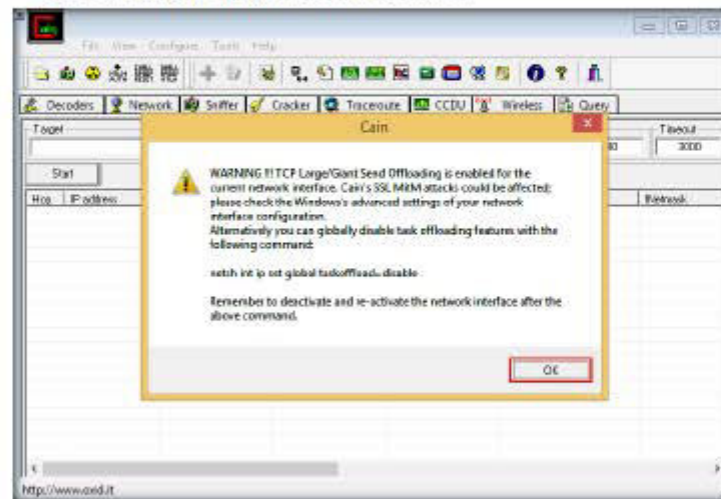 File View Configure Tools Help
Decoders Network Sniffer Cracker Traceroute CCDU Wireless Query
Cain
Target
Timeout
3000
Start
Hop IP address
Netmask
WARNING !!! TCP Large/Giant Send Offloading is enabled for the
current network interface. Cain's SSL MitM attacks could be affected;
please check the Windows's advanced settings of your network
interface configuration.
Alternatively you can globally disable task offloading features with the
following command:
netsh int ip set global taskoffload=disable
Remember to deactivate and re-activate the network interface after the
above command.
OK
http://www.oxid.it